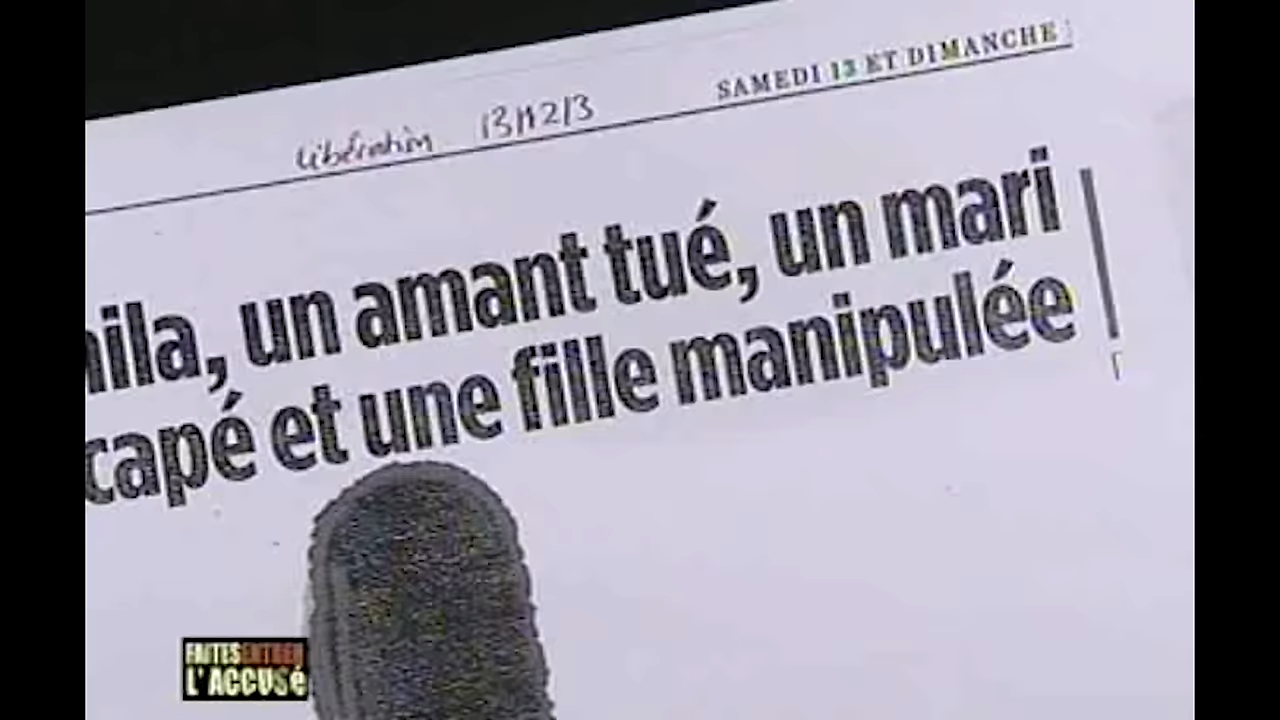 SAMEDI 13 ET DIMANCHE
Libération 13/12/3
ila, un amant tué, un mari
capé et une fille manipulée
FAITES ENTRER
L'ACCUSÉ